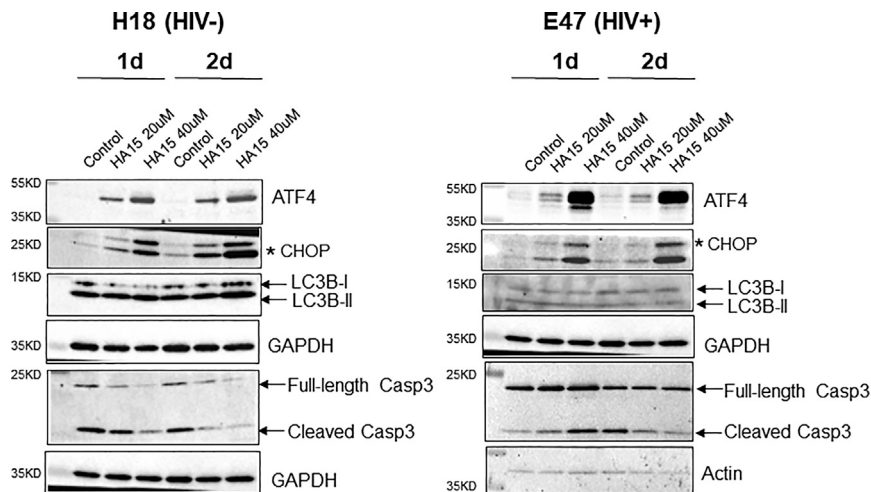 H18 (HIV-)
1d 2d
Control
HA15 20uM
HA15 40uM
Control
HA15 20uM
HA15 40uM
55KD
35KD
ATF4
25KD
* CHOP
15KD
LC3B-I
LC3B-II
35KD
GAPDH
25KD
Full-length Casp3
Cleaved Casp3
35KD
GAPDH
E47 (HIV+)
1d 2d
Control
HA15 20uM
HA15 40uM
Control
HA15 20uM
HA15 40uM
55KD
35KD
ATF4
25KD
* CHOP
15KD
LC3B-I
LC3B-II
35KD
GAPDH
25KD
Full-length Casp3
Cleaved Casp3
35KD
Actin